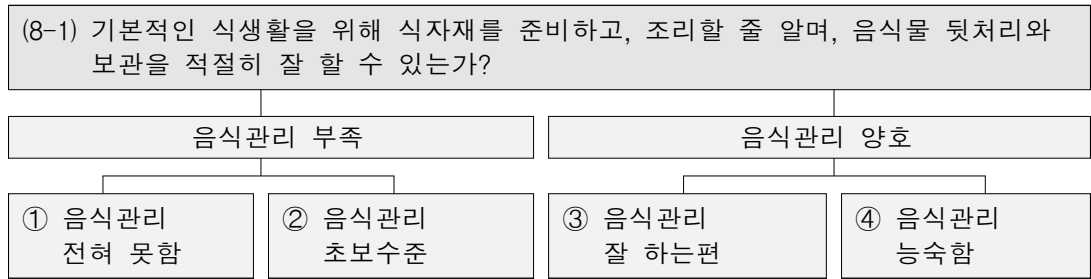 (8-1) 기본적인 식생활을 위해 식자재를 준비하고, 조리할 줄 알며, 음식물 뒷처리와
보관을 적절히 잘 할 수 있는가?
음식관리 부족
음식관리 양호
① 음식관리
전혀 못함
② 음식관리
초보수준
③ 음식관리
잘 하는편
④ 음식관리
능숙함